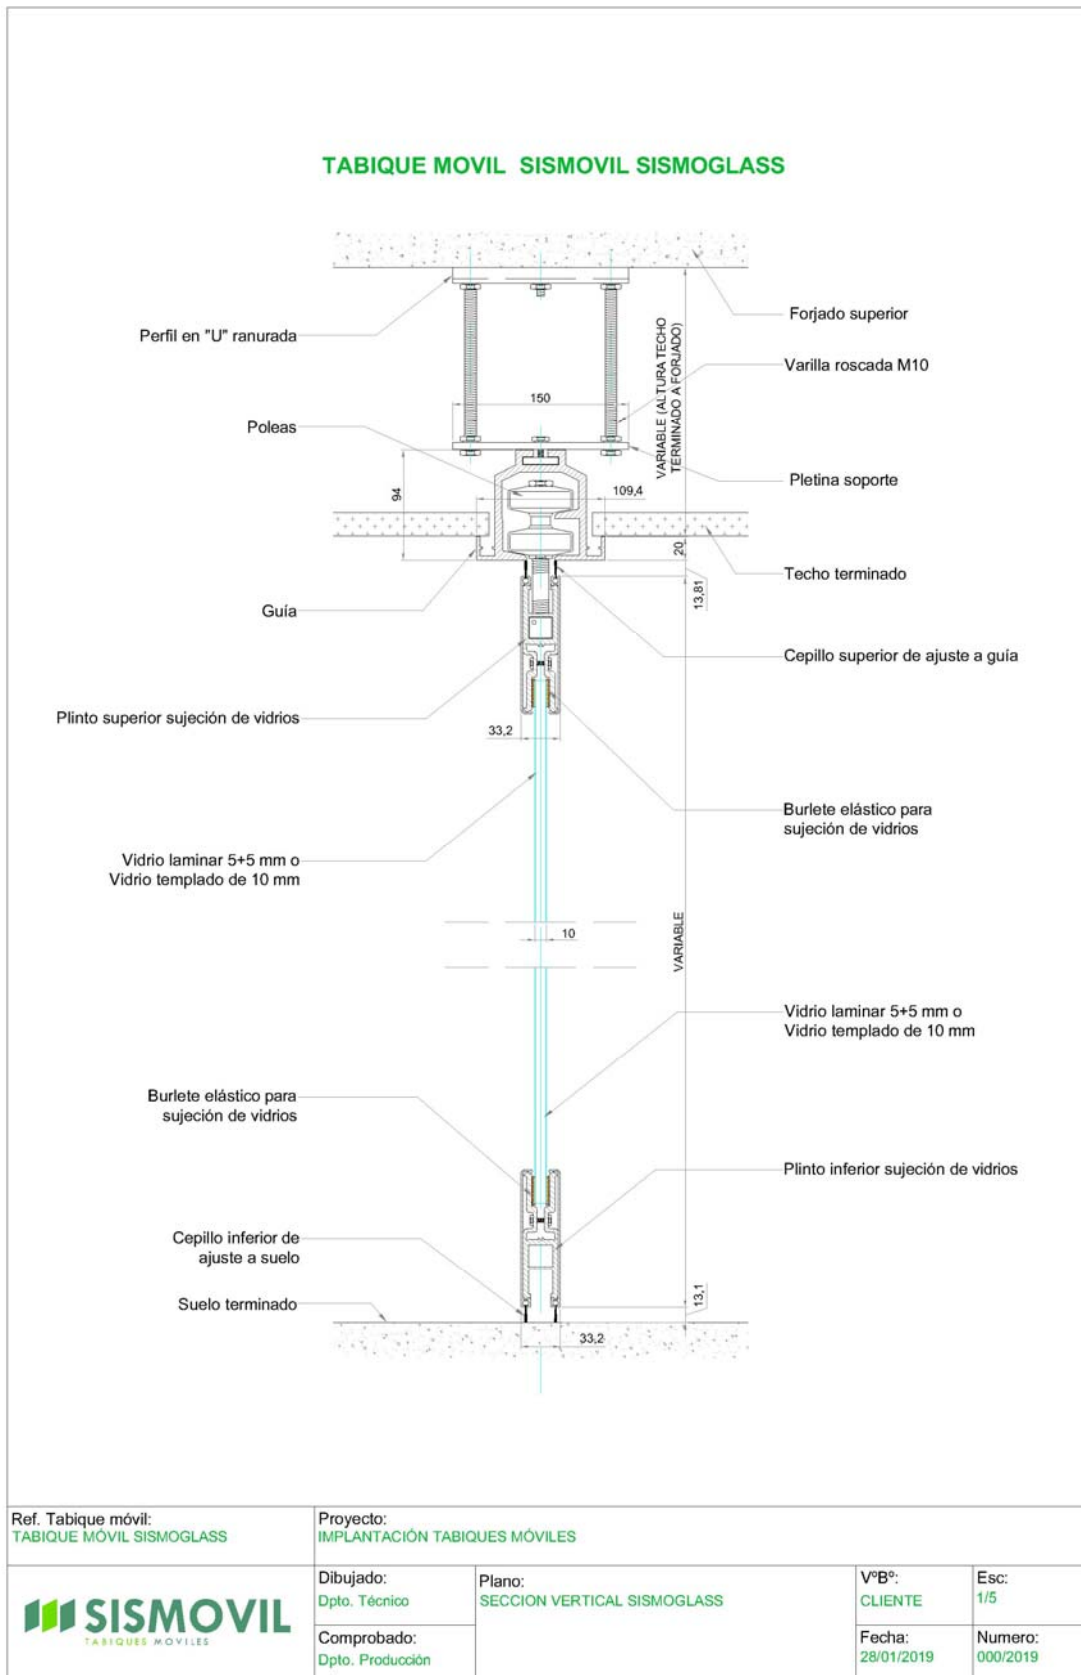 TABIQUE MOVIL SISMOVIL SISMOGLASS
Perfil en "U" ranurada
Forjado superior
VARIABLE (ALTURA TECHO
TERMINADO A FORJADO)
Varilla roscada M10
150
Poleas
Pletina soporte
94
109,4
20
Techo terminado
13,81
Guía
Cepillo superior de ajuste a guía
Plinto superior sujeción de vidrios
33,2
Burlete elástico para
sujeción de vidrios
Vidrio laminar 5+5 mm o
Vidrio templado de 10 mm
10
VARIABLE
Vidrio laminar 5+5 mm o
Vidrio templado de 10 mm
Burlete elástico para
sujeción de vidrios
Plinto inferior sujeción de vidrios
Cepillo inferior de
ajuste a suelo
13,1
Suelo terminado
33,2
Ref. Tabique móvil:
TABIQUE MÓVIL SISMOGLASS
Proyecto:
IMPLANTACIÓN TABIQUES MÓVILES
SISMOVIL
TABIQUES MOVILES
Dibujado:
Dpto. Técnico
Comprobado:
Dpto. Producción
Plano:
SECCION VERTICAL SISMOGLASS
VºBº:
CLIENTE
Esc:
1/5
Fecha:
28/01/2019
Numero:
000/2019